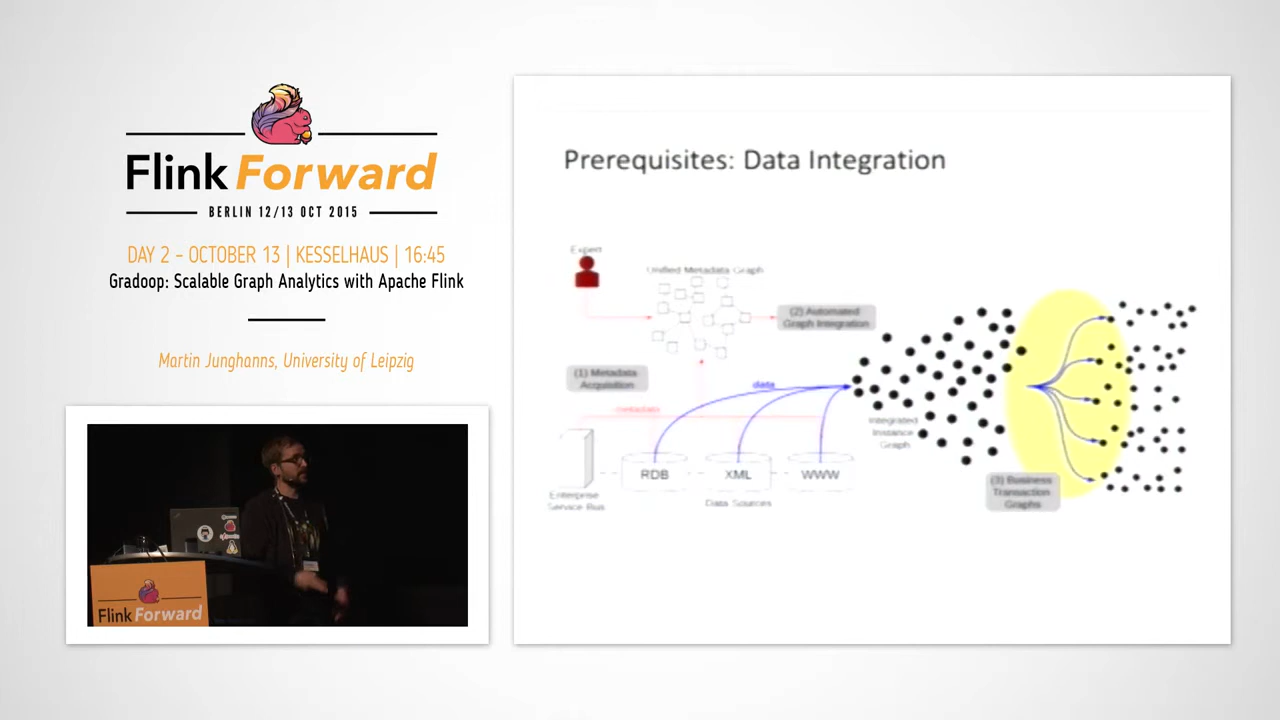 Flink Forward
BERLIN 12/13 OCT 2015
DAY 2 - OCTOBER 13 | KESSELHAUS | 16:45
Gradoop: Scalable Graph Analytics with Apache Flink
Martin Junghanns, University of Leipzig
Flink Forward
Prerequisites: Data Integration
Expert
Unified Metadata Graph
(2) Automated
Graph Integration
(1) Metadata
Acquisition
data
metadata
Integrated
Instance
Graph
RDB
XML
WWW
(3) Business
Transaction
Graphs
Enterprise
Service Bus
Data Sources